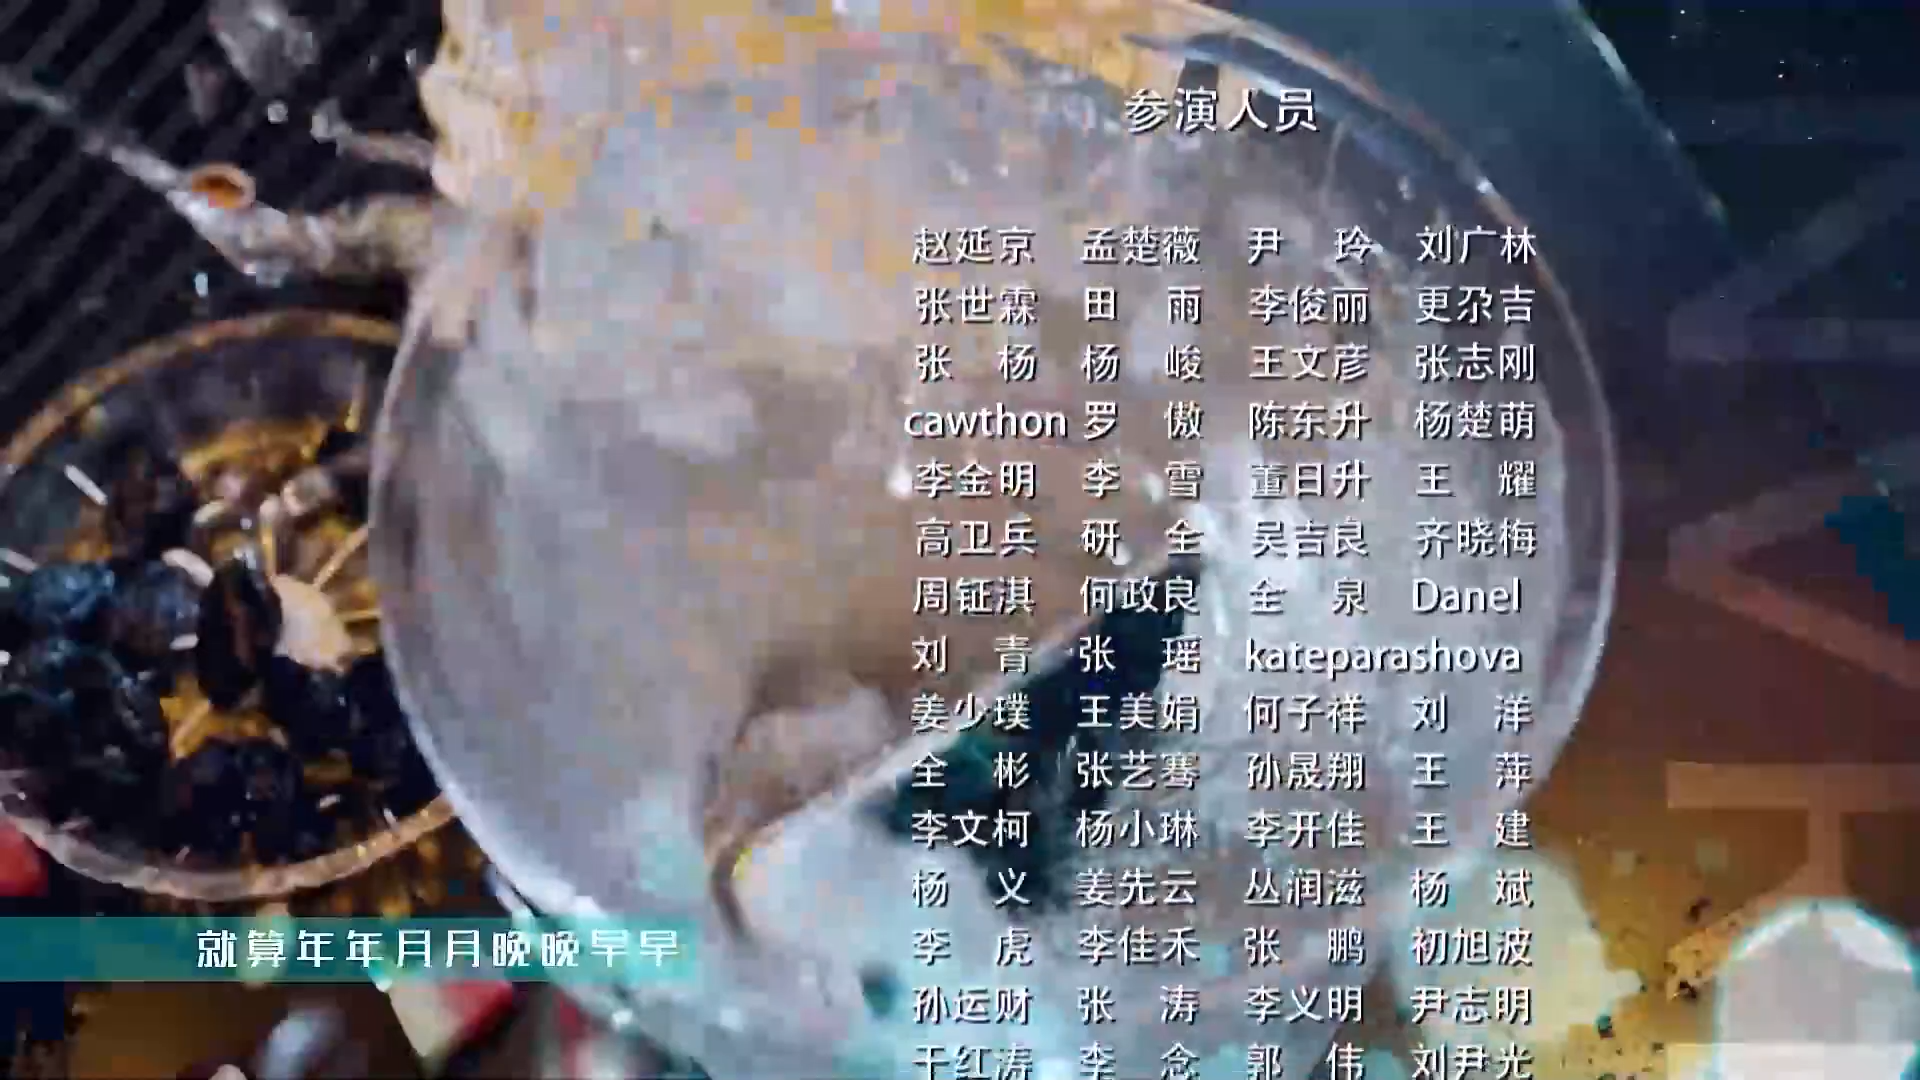 参演人员
赵延京 孟楚薇 尹 玲 刘广林
张世霖 田 雨 李俊丽 更尕吉
张 杨 杨 峻 王文彦 张志刚
cawthon 罗 傲 陈东升 杨楚萌
李金明 李 雪 董日升 王 耀
高卫兵 研 全 吴吉良 齐晓梅
周钲淇 何政良 全 泉 Danel
刘 青 张 瑶 kateparashova
姜少璞 王美娟 何子祥 刘 洋
全 彬 张艺骞 孙晟翔 王 萍
李文柯 杨小琳 李开佳 王 建
杨 义 姜先云 丛润滋 杨 斌
李 虎 李佳禾 张 鹏 初旭波
孙运财 张 涛 李义明 尹志明
李 念 郭 伟 刘尹光
就算年年月月晚晚早早